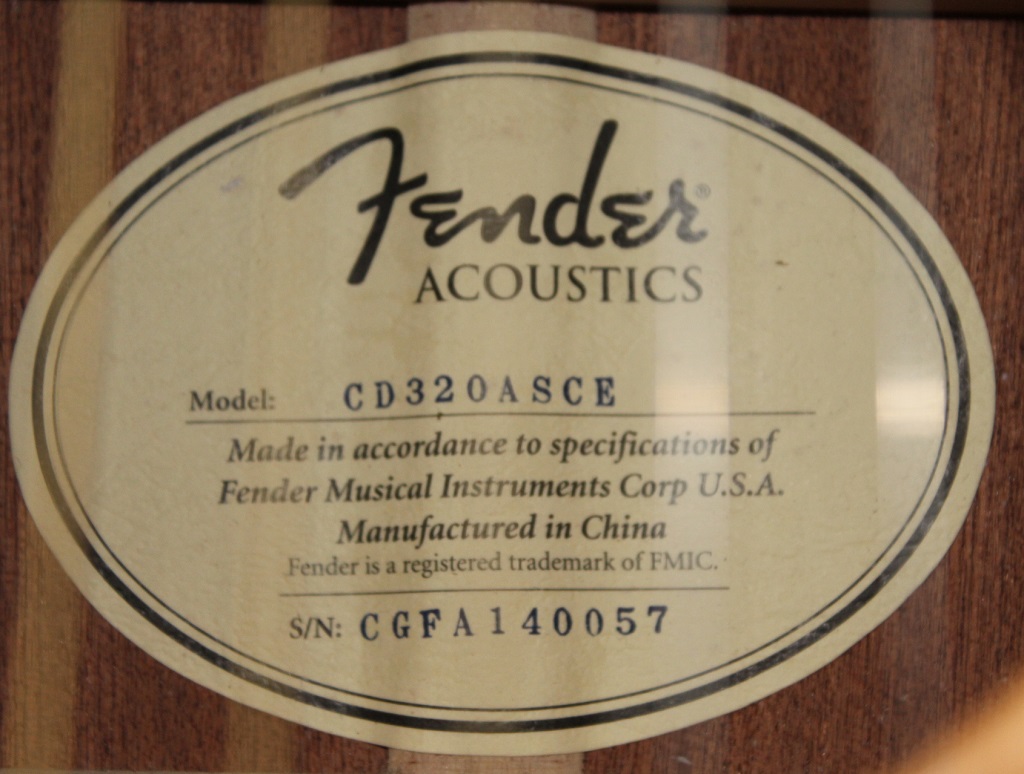 Fender®
ACOUSTICS
Model: CD320ASCE
Made in accordance to specifications of
Fender Musical Instruments Corp U.S.A.
Manufactured in China
Fender is a registered trademark of FMIC.
S/N: CGFA140057